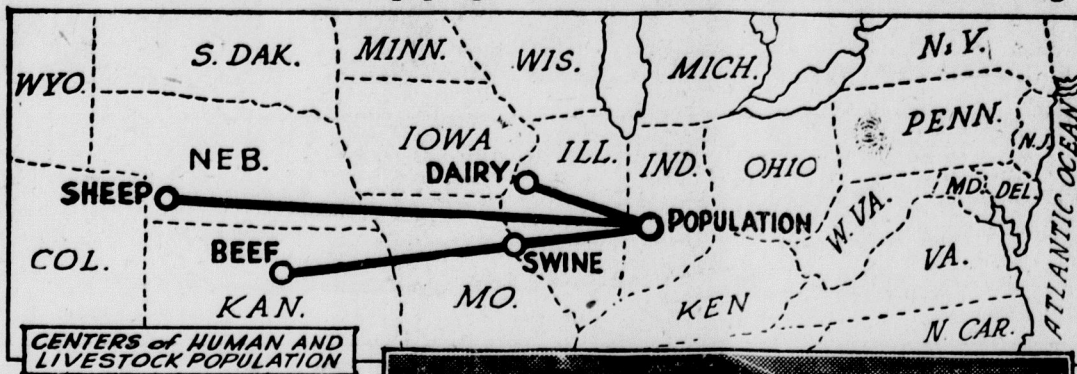 WYO.
S. DAK.
MINN.
WIS.
MICH.
N.Y.
NEB.
IOWA
ILL.
IND.
OHIO
PENN.
N.J.
SHEEP
DAIRY
POPULATION
W. VA.
MD.
DEL.
ATLANTIC OCEAN
COL.
BEEF
SWINE
VA.
KAN.
MO.
KEN
N. CAR.
CENTERS of HUMAN AND
LIVESTOCK POPULATION